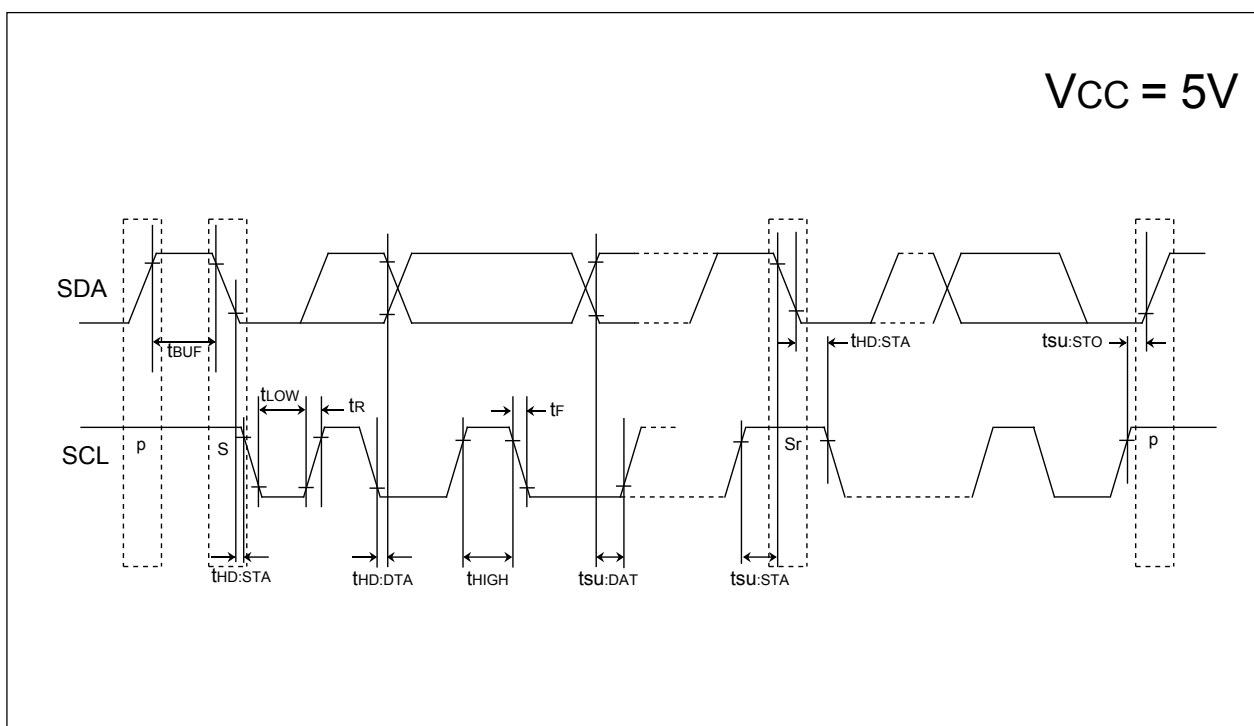 VCC = 5V
SDA
tBUF
tHD:STA
tsu:STO
tLOW
tR
tF
SCL
p
S
Sr
p
tHD:STA
tHD:DTA
tHIGH
tsu:DAT
tsu:STA